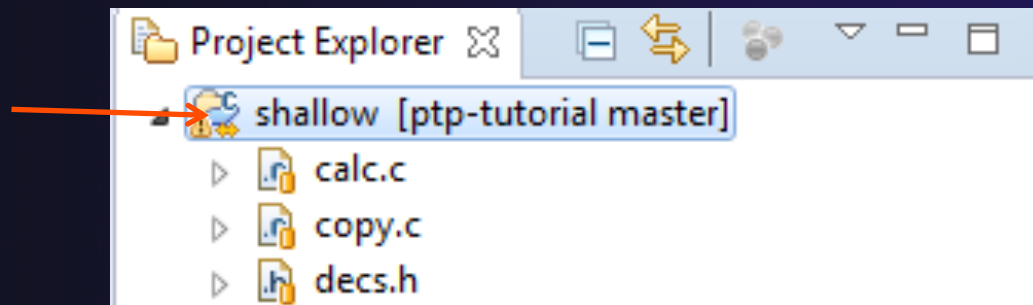 Project Explorer
shallow [ptp-tutorial master]
calc.c
copy.c
decs.h